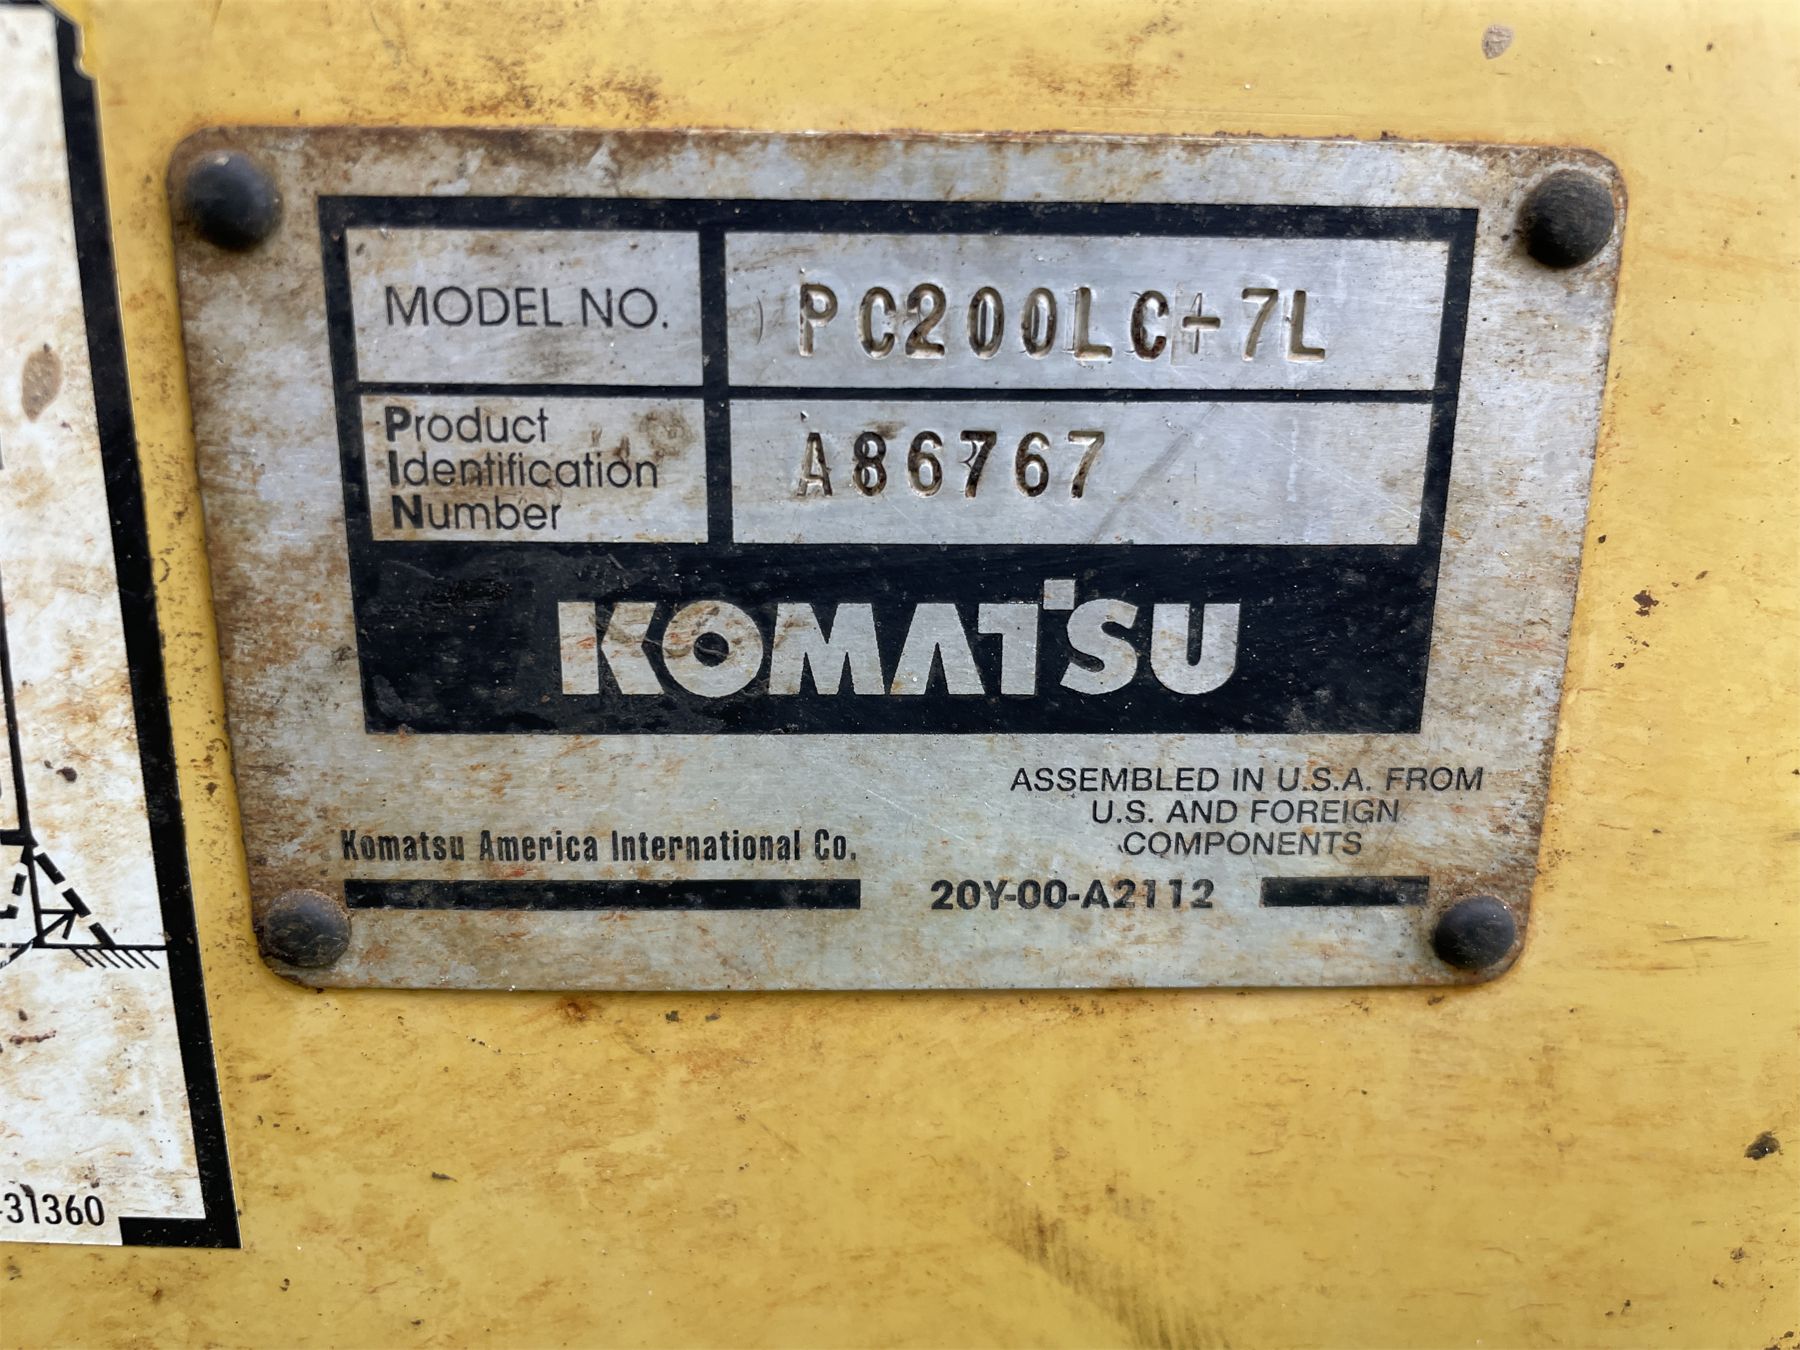 MODEL NO. PC200LC-7L
Product
Identification
Number
A86767
KOMATSU
ASSEMBLED IN U.S.A. FROM
U.S. AND FOREIGN
COMPONENTS
Komatsu America International Co.
20Y-00-A2112
-31360